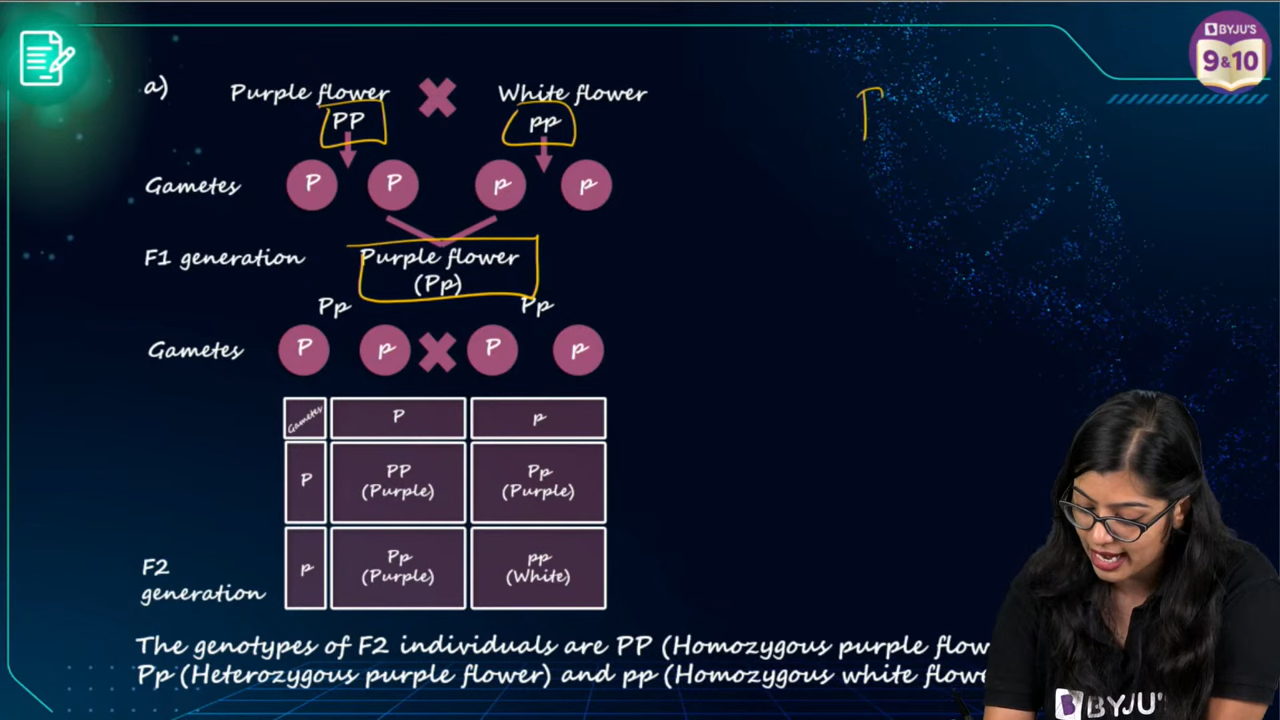 BYJU'S
9&10
a) Purple flower × White flower
PP pp
P
Gametes P P p p
F1 generation Purple flower
(Pp)
Pp Pp
Gametes P p × P p
Gametes P p
P PP Pp
(Purple) (Purple)
F2 generation p Pp pp
(Purple) (White)
The genotypes of F2 individuals are PP (Homozygous purple
Pp (Heterozygous purple flower) and pp (Homozygous white
BYJU'S